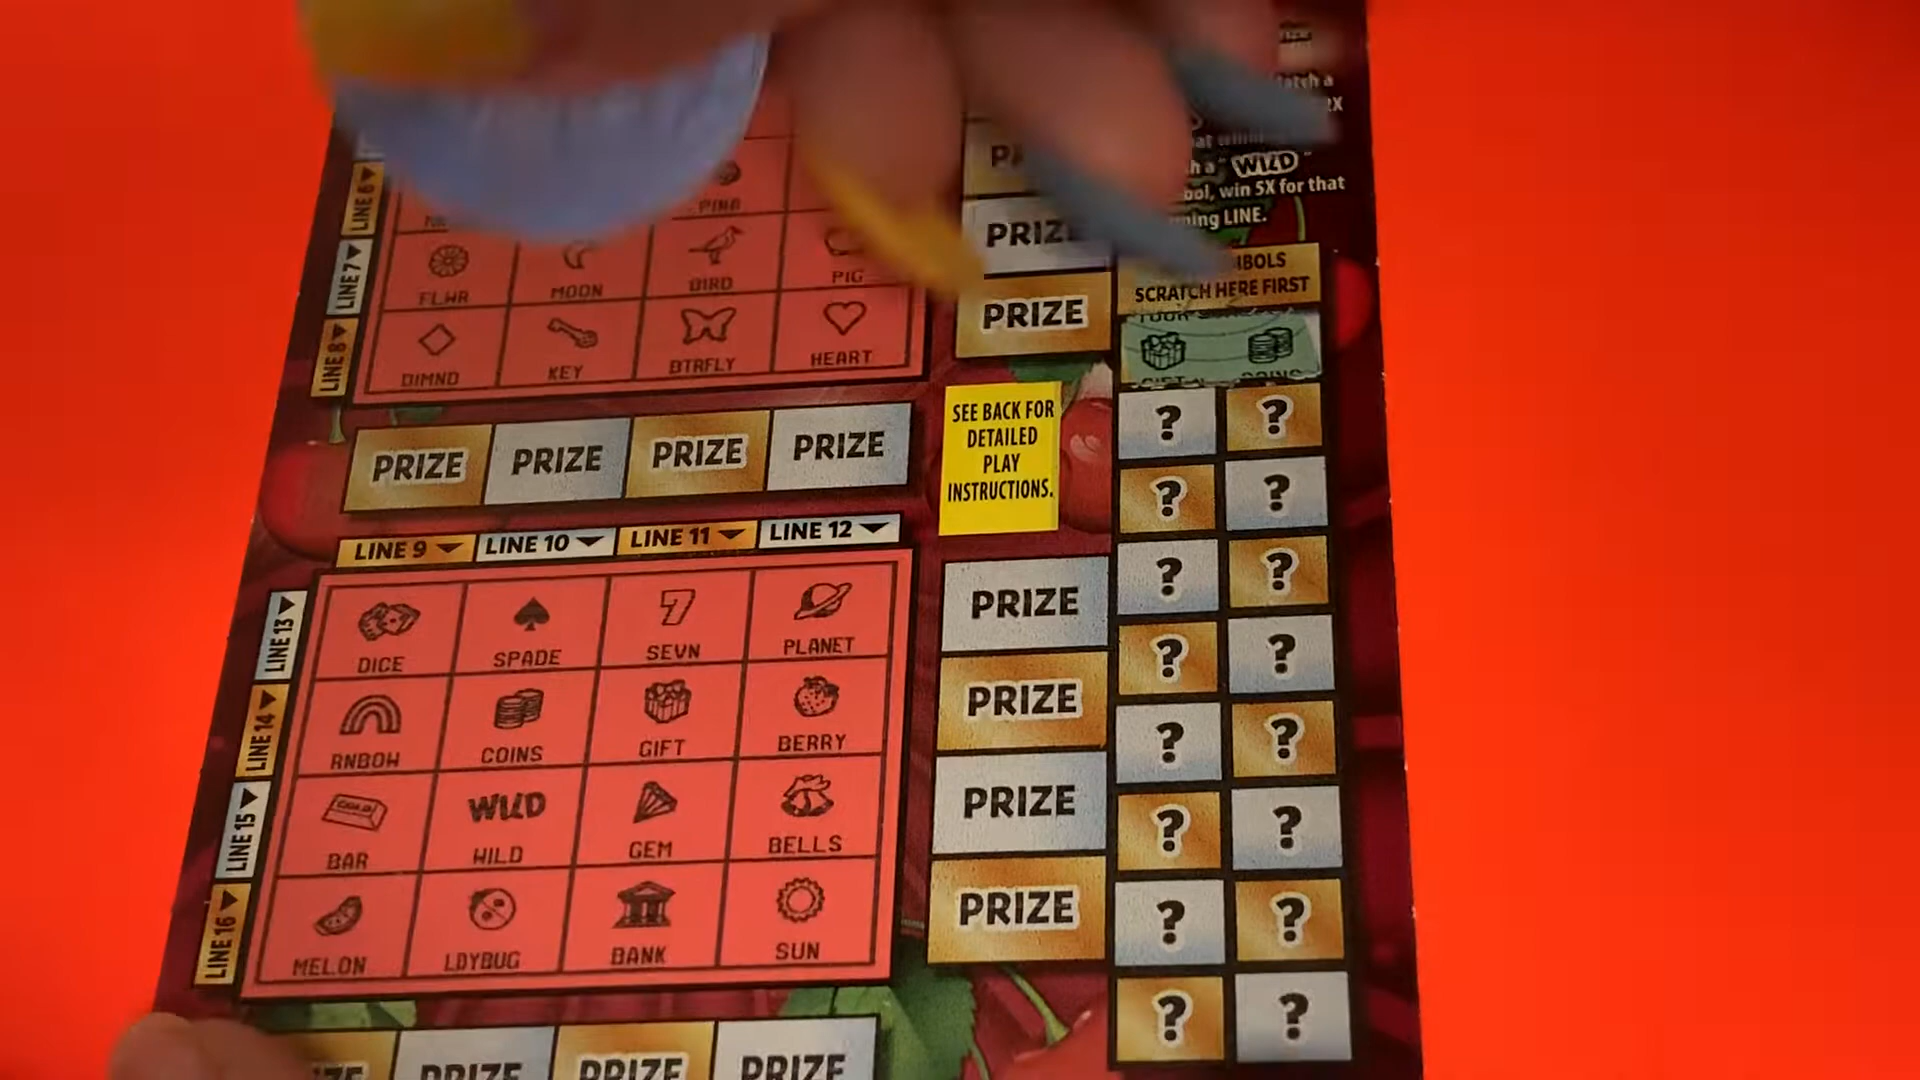 WILD
win 5X for that
LINE.
SCRATCH HERE FIRST
LINE 6
LINE 7
LINE 8
FLWR MOON BIRD PIG
DIMND KEY BTRFLY HEART
PRIZE
PRIZE
PRIZE PRIZE PRIZE PRIZE
SEE BACK FOR
DETAILED
PLAY
INSTRUCTIONS.
? ?
? ?
? ?
? ?
? ?
? ?
? ?
? ?
LINE 9 LINE 10 LINE 11 LINE 12
LINE 13
LINE 14
LINE 15
LINE 16
7
DICE SPADE SEVN PLANET
RNBOW COINS GIFT BERRY
GOLD WILD
BAR WILD GEM BELLS
MELON LDYBUG BANK SUN
PRIZE
PRIZE
PRIZE
PRIZE
PRIZE PRIZE PRIZE